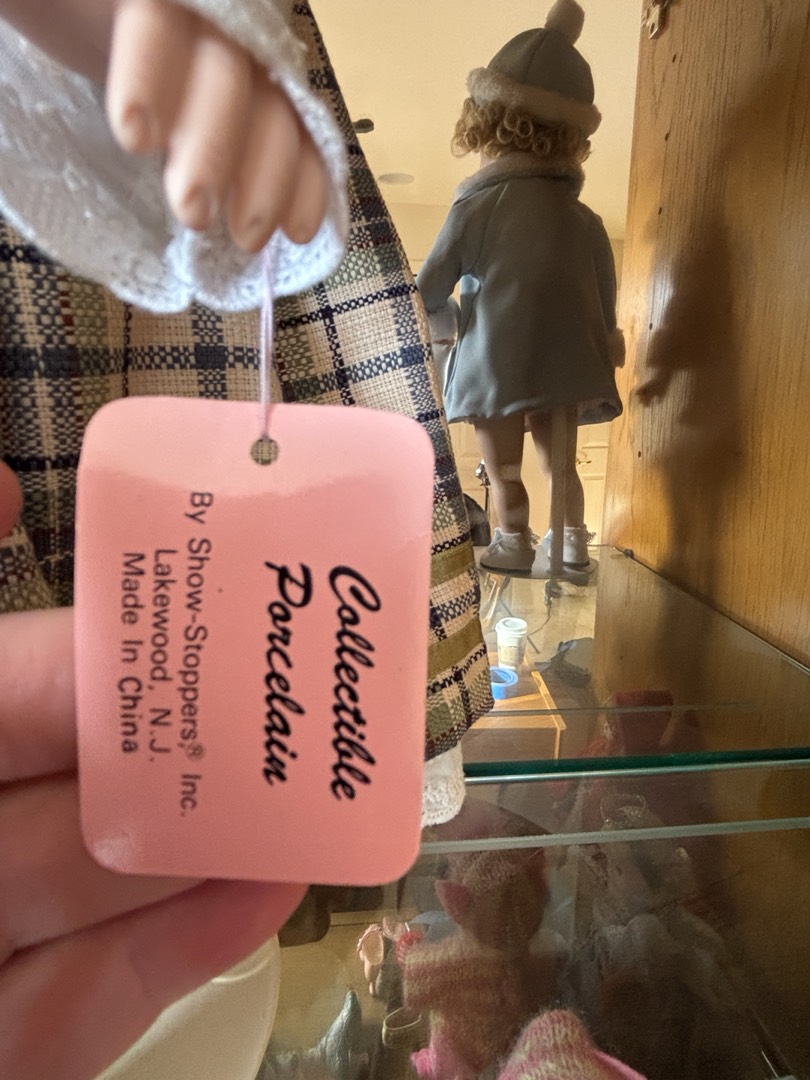 Collectible
Porcelain
By Show-Stoppers,® Inc.
Lakewood, N.J.
Made In China